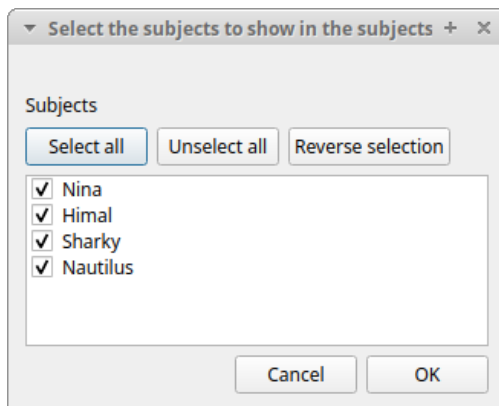 Select the subjects to show in the subjects
Subjects
Select all Unselect all Reverse selection
Nina
Himal
Sharky
Nautilus
Cancel OK